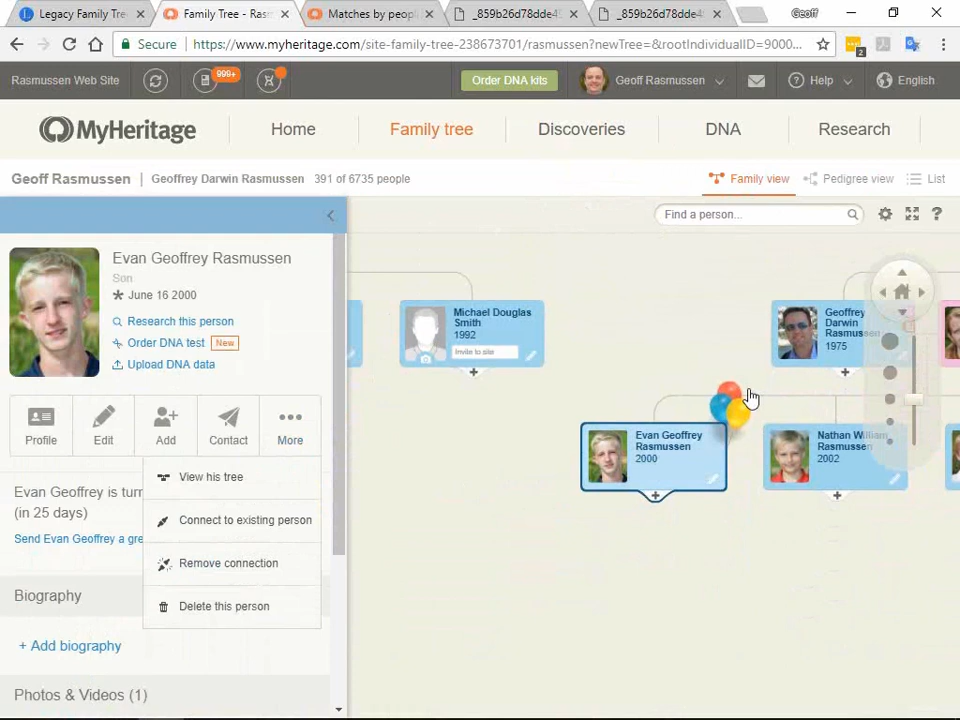 Legacy Family Tre
Family Tree - Ras
Matches by peopl
_859b26d78dde4
_859b26d78dde4
Geoff
Secure
https://www.myheritage.com/site-family-tree-238673701/rasmussen?newTree=&rootIndividualID=9000...
2
Rasmussen Web Site
999+
Order DNA kits
Geoff Rasmussen
Help
English
MyHeritage
Home
Family tree
Discoveries
DNA
Research
Geoff Rasmussen | Geoffrey Darwin Rasmussen 391 of 6735 people
Family view
Pedigree view
List
Find a person...
?
Evan Geoffrey Rasmussen
Son
June 16 2000
Research this person
Order DNA test New
Upload DNA data
Profile
Edit
Add
Contact
More
View his tree
Connect to existing person
Remove connection
Delete this person
Evan Geoffrey is turn
(in 25 days)
Send Evan Geoffrey a gre
Biography
+ Add biography
Photos & Videos (1)
Michael Douglas
Smith
1992
Invite to site
Geoffrey
Darwin
Rasmussen
1975
Evan Geoffrey
Rasmussen
2000
Nathan William
Rasmussen
2002